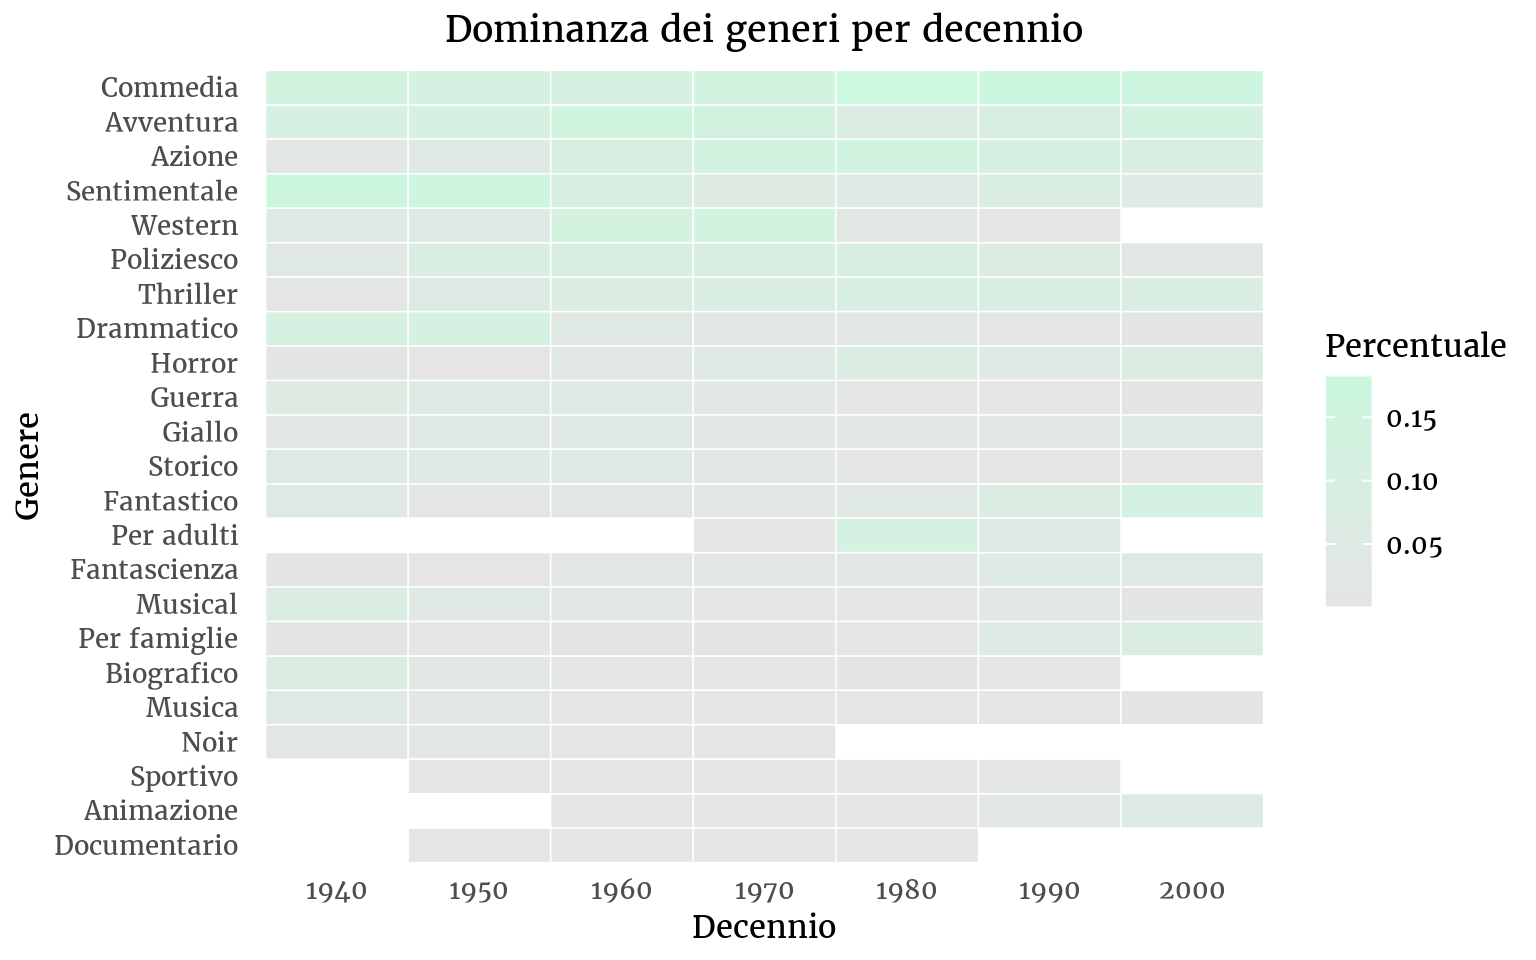 Dominanza dei generi per decennio
Commedia
Avventura
Azione
Sentimentale
Western
Poliziesco
Thriller
Drammatico
Horror
Guerra
Giallo
Storico
Fantastico
Per adulti
Fantascienza
Musical
Per famiglie
Biografico
Musica
Noir
Sportivo
Animazione
Documentario
Genere
1940 1950 1960 1970 1980 1990 2000
Decennio
Percentuale
0.15
0.10
0.05